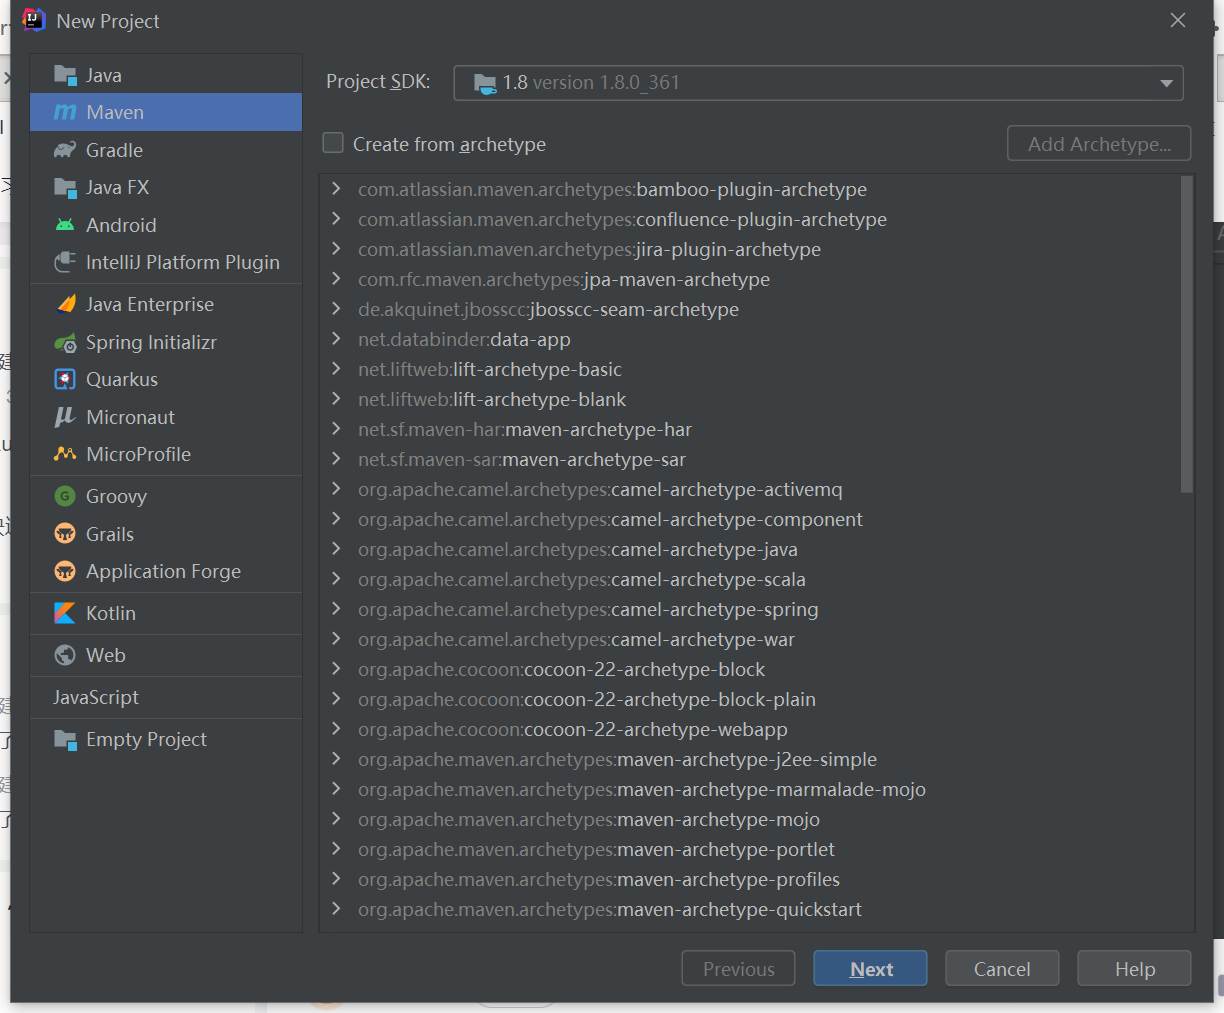 New Project
Java
Maven
Gradle
Java FX
Android
IntelliJ Platform Plugin
Java Enterprise
Spring Initializr
Quarkus
Micronaut
MicroProfile
Groovy
Grails
Application Forge
Kotlin
Web
JavaScript
Empty Project
Project SDK: 1.8 version 1.8.0_361
Create from archetype
Add Archetype...
com.atlassian.maven.archetypes:bamboo-plugin-archetype
com.atlassian.maven.archetypes:confluence-plugin-archetype
com.atlassian.maven.archetypes:jira-plugin-archetype
com.rfc.maven.archetypes:jpa-maven-archetype
de.akquinet.jbosscc:jbosscc-seam-archetype
net.databinder:data-app
net.liftweb:lift-archetype-basic
net.liftweb:lift-archetype-blank
net.sf.maven-har:maven-archetype-har
net.sf.maven-sar:maven-archetype-sar
org.apache.camel.archetypes:camel-archetype-activemq
org.apache.camel.archetypes:camel-archetype-component
org.apache.camel.archetypes:camel-archetype-java
org.apache.camel.archetypes:camel-archetype-scala
org.apache.camel.archetypes:camel-archetype-spring
org.apache.camel.archetypes:camel-archetype-war
org.apache.cocoon:cocoon-22-archetype-block
org.apache.cocoon:cocoon-22-archetype-block-plain
org.apache.cocoon:cocoon-22-archetype-webapp
org.apache.maven.archetypes:maven-archetype-j2ee-simple
org.apache.maven.archetypes:maven-archetype-marmalade-mojo
org.apache.maven.archetypes:maven-archetype-mojo
org.apache.maven.archetypes:maven-archetype-portlet
org.apache.maven.archetypes:maven-archetype-profiles
org.apache.maven.archetypes:maven-archetype-quickstart
Previous
Next
Cancel
Help